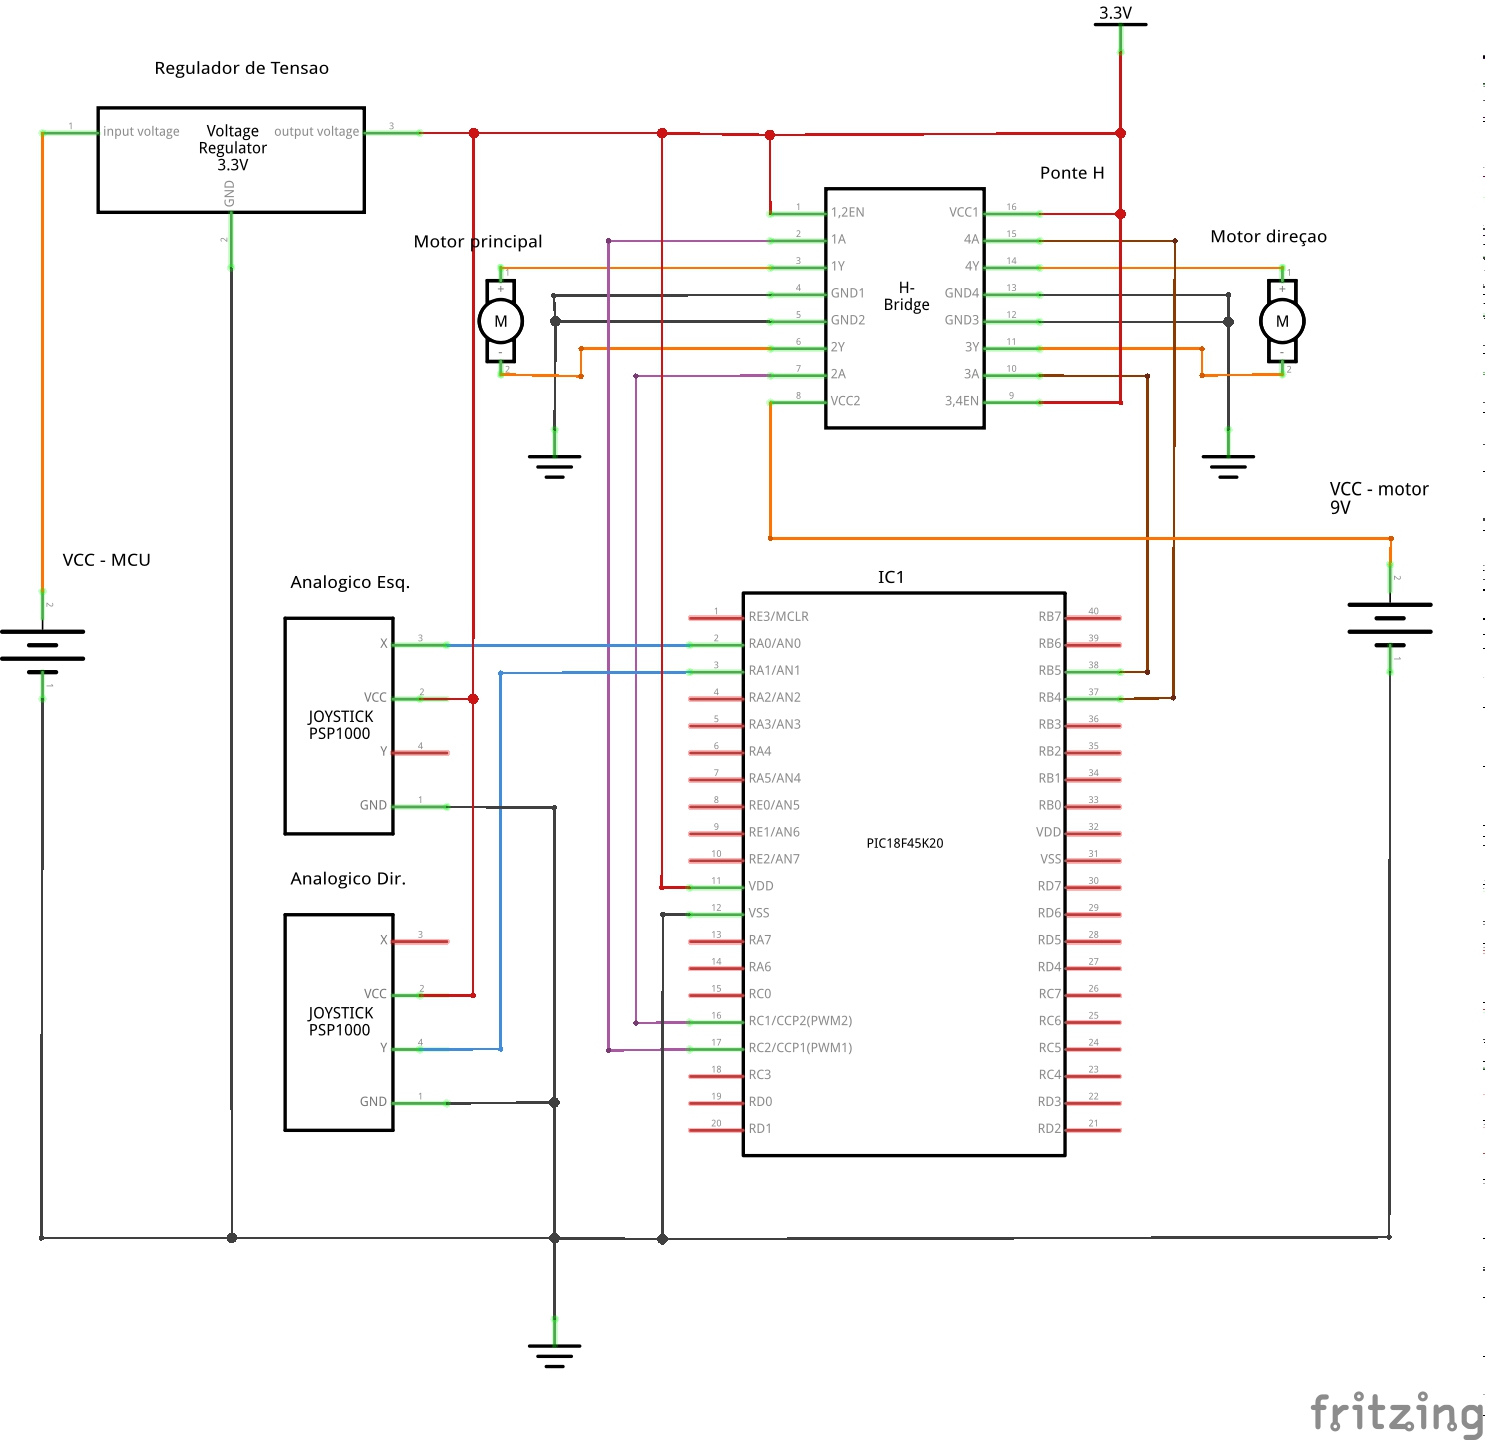 3.3V
Regulador de Tensao
1 input voltage Voltage Regulator 3.3V output voltage 3
GND
2
Ponte H
Motor principal
Motor direçao
1 1,2EN VCC1 16
2 1A 4A 15
3 1Y 4Y 14
4 GND1 GND4 13
H-
Bridge
5 GND2 GND3 12
6 2Y 3Y 11
7 2A 3A 10
8 VCC2 3,4EN 9
1
+
M
-
2
1
+
M
-
2
VCC - motor
9V
2
1
VCC - MCU
2
1
Analogico Esq.
X 3
VCC 2
JOYSTICK
PSP1000
Y 4
GND 1
Analogico Dir.
X 3
VCC 2
JOYSTICK
PSP1000
Y 4
GND 1
IC1
1 RE3/MCLR RB7 40
2 RA0/AN0 RB6 39
3 RA1/AN1 RB5 38
4 RA2/AN2 RB4 37
5 RA3/AN3 RB3 36
6 RA4 RB2 35
7 RA5/AN4 RB1 34
8 RE0/AN5 RB0 33
9 RE1/AN6 VDD 32
PIC18F45K20
10 RE2/AN7 VSS 31
11 VDD RD7 30
12 VSS RD6 29
13 RA7 RD5 28
14 RA6 RD4 27
15 RC0 RC7 26
16 RC1/CCP2(PWM2) RC6 25
17 RC2/CCP1(PWM1) RC5 24
18 RC3 RC4 23
19 RD0 RD3 22
20 RD1 RD2 21
fritzing